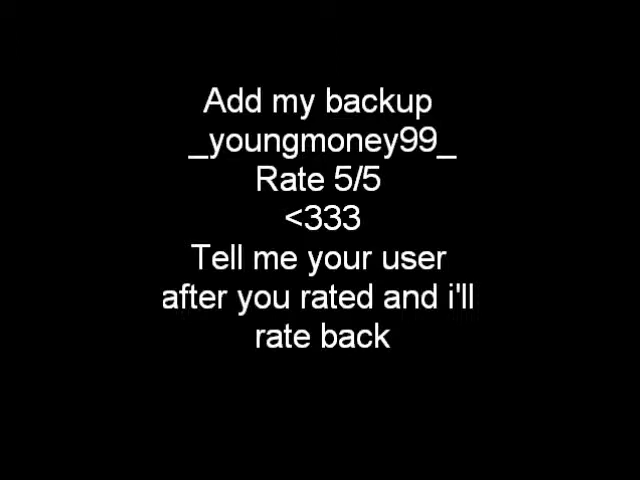 Add my backup
_youngmoney99_
Rate 5/5
<333
Tell me your user
after you rated and i'll
rate back